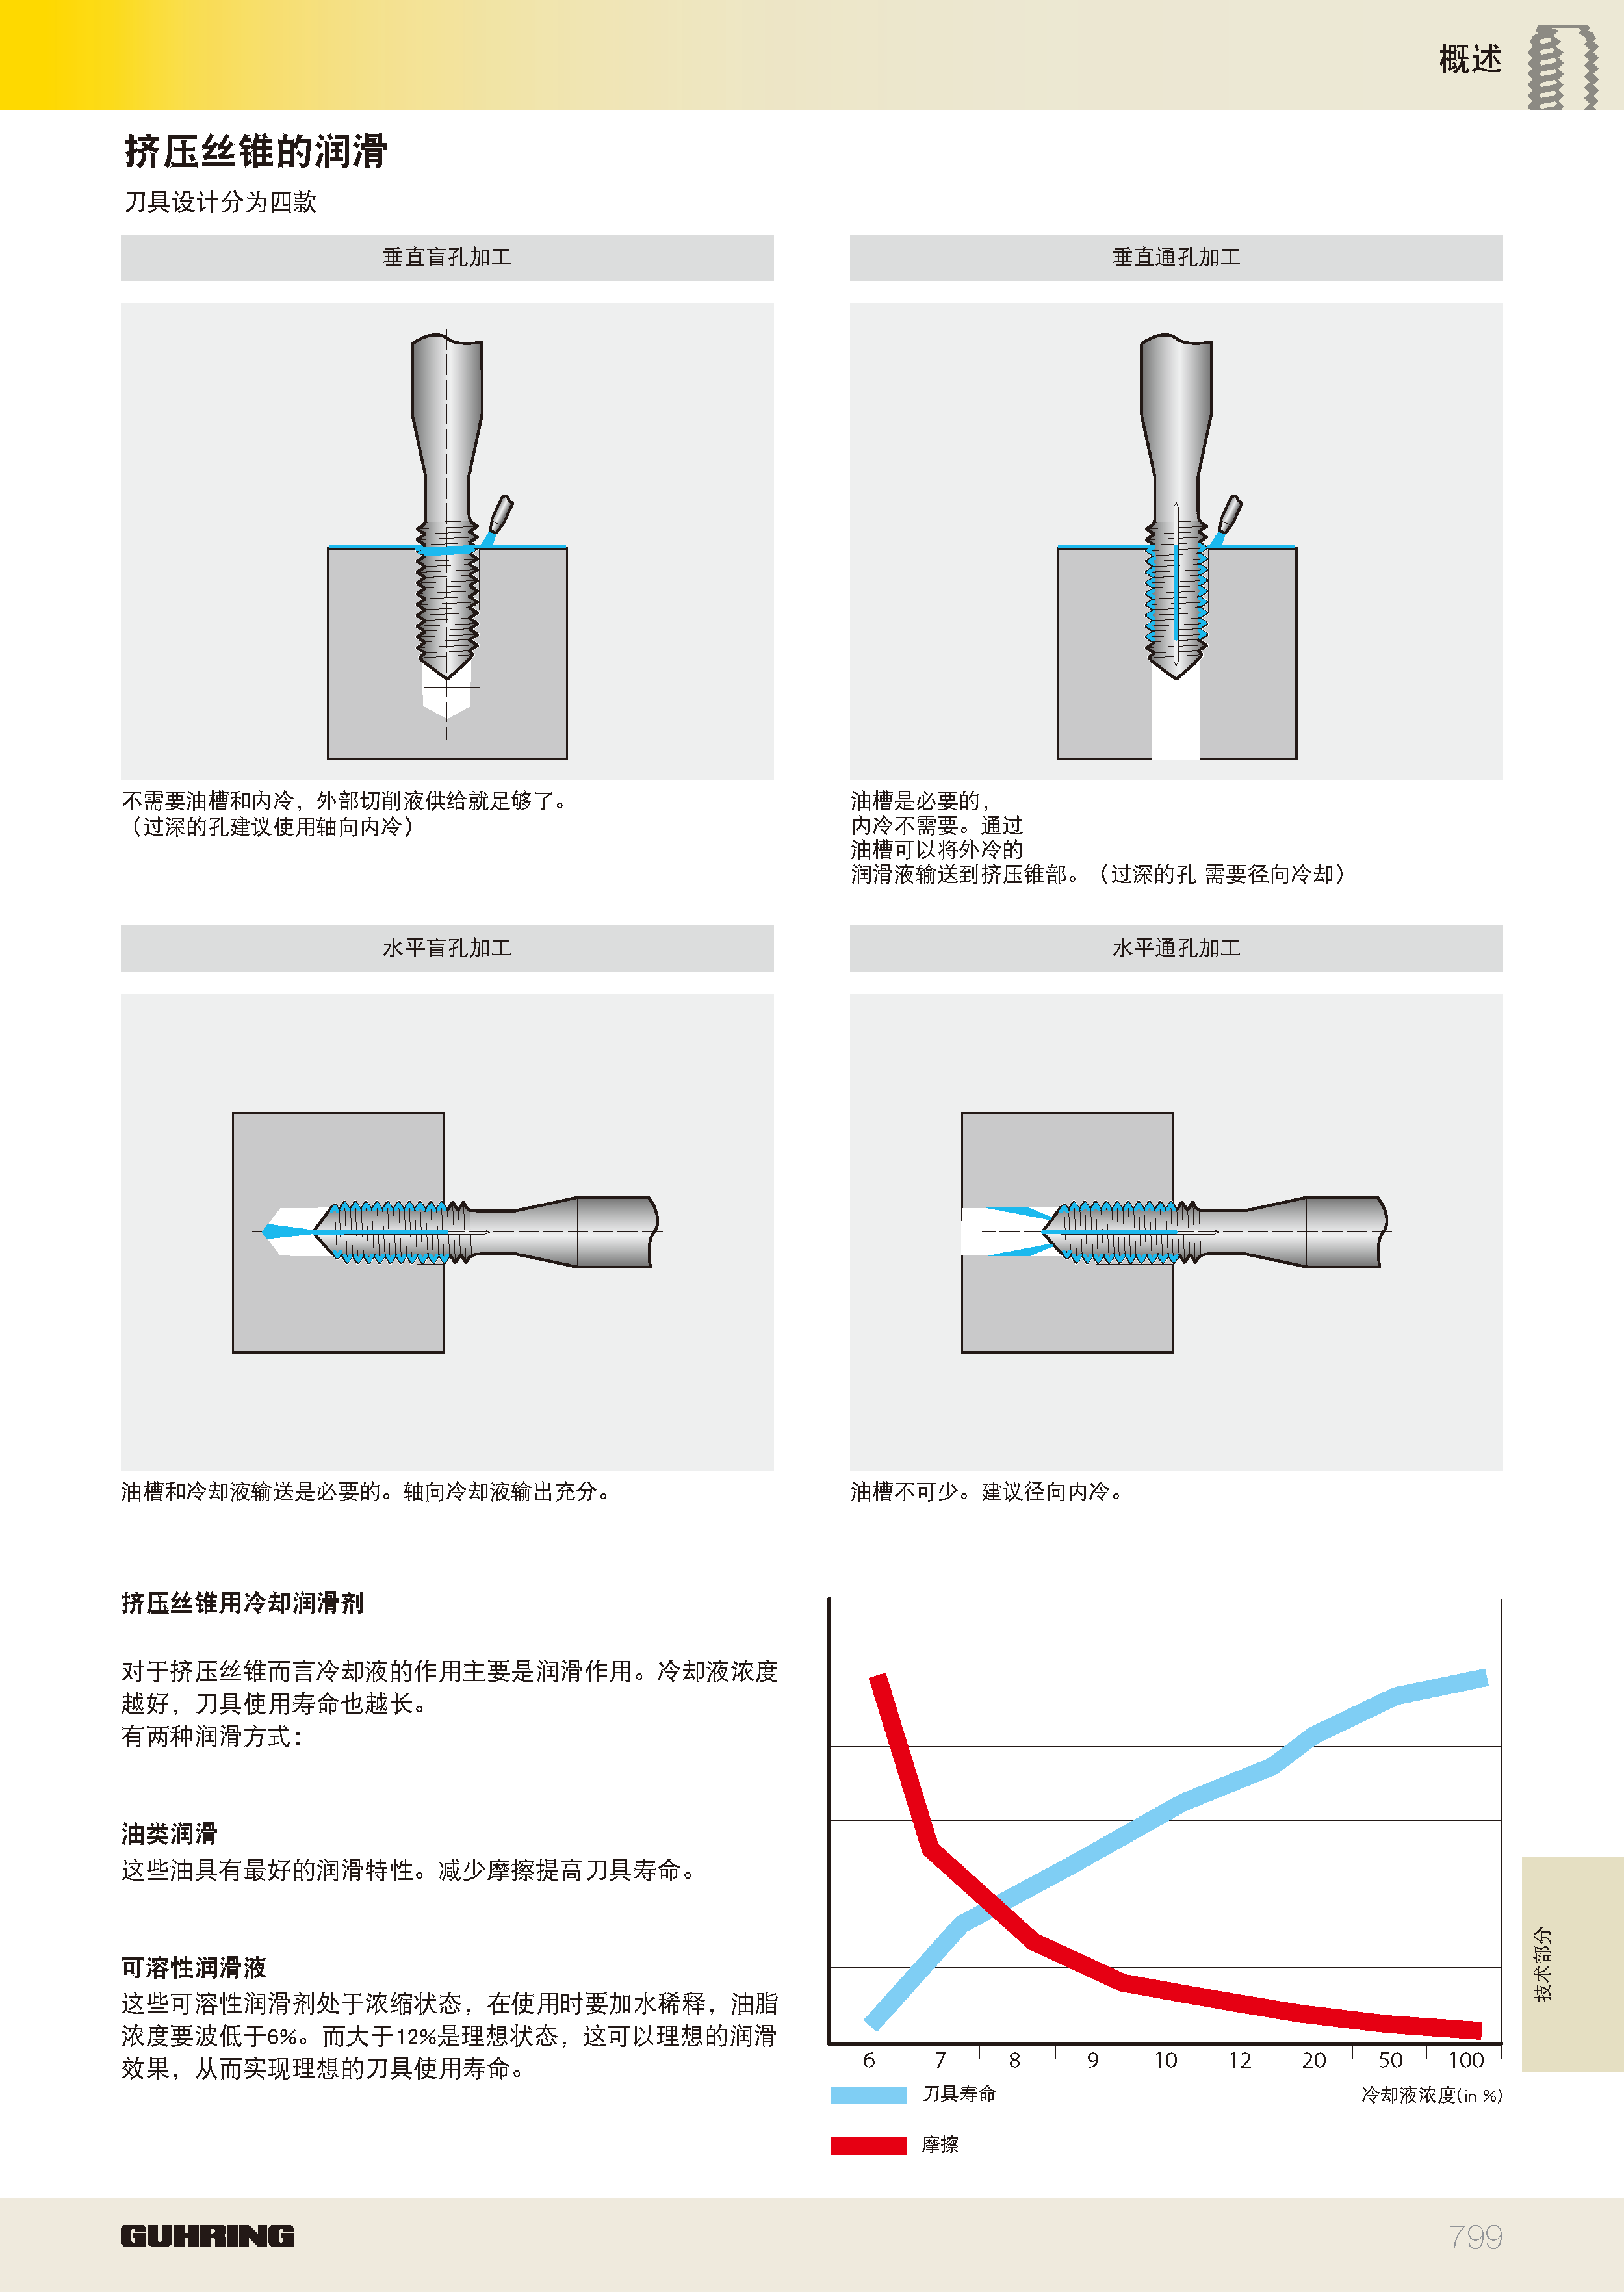 概述
挤压丝锥的润滑
刀具设计分为四款
垂直盲孔加工
不需要油槽和内冷，外部切削液供给就足够了。
（过深的孔建议使用轴向内冷）
垂直通孔加工
油槽是必要的，
内冷不需要。通过
油槽可以将外冷的
润滑液输送到挤压锥部。（过深的孔 需要径向冷却）
水平盲孔加工
油槽和冷却液输送是必要的。轴向冷却液输出充分。
水平通孔加工
油槽不可少。建议径向内冷。
挤压丝锥用冷却润滑剂
对于挤压丝锥而言冷却液的作用主要是润滑作用。冷却液浓度
越好，刀具使用寿命也越长。
有两种润滑方式：
油类润滑
这些油具有最好的润滑特性。减少摩擦提高刀具寿命。
可溶性润滑液
这些可溶性润滑剂处于浓缩状态，在使用时要加水稀释，油脂
浓度要波低于6%。而大于12%是理想状态，这可以理想的润滑
效果，从而实现理想的刀具使用寿命。
6 7 8 9 10 12 20 50 100
刀具寿命
冷却液浓度(in %)
摩擦
技术部分
GUHRING
799